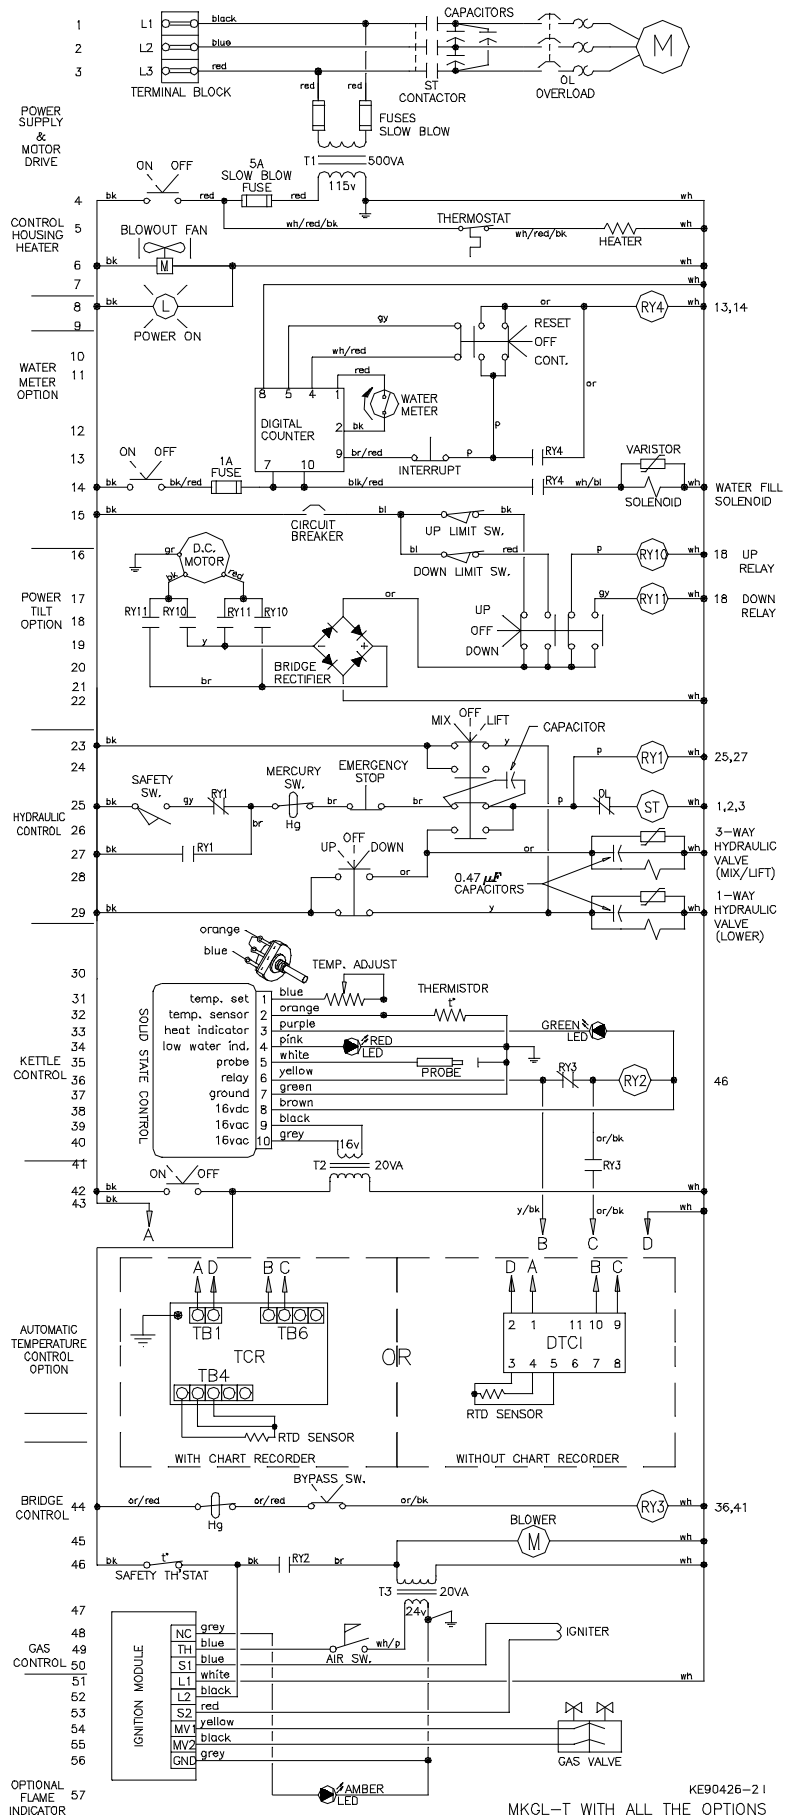 1 L1 black CAPACITORS
2 L2 blue M
3 L3 red
TERMINAL BLOCK ST CONTACTOR OL OVERLOAD
red red
POWER SUPPLY & MOTOR DRIVE
FUSES SLOW BLOW
T1 500VA
115v
ON OFF 5A SLOW BLOW FUSE
4 bk red red wh
CONTROL HOUSING HEATER
5 wh/red/bk THERMOSTAT wh/red/bk HEATER wh
BLOWOUT FAN
6 bk M wh
7 wh
8 bk L or RY4 wh 13,14
POWER ON
9 gy RESET
OFF
10 wh/red CONT.
WATER METER OPTION
11 red or
8 5 4 1
DIGITAL COUNTER
WATER METER
12 2 bk p
13 9 br/red INTERRUPT p RY4
7 10
ON OFF 1A FUSE
VARISTOR
14 bk bk/red blk/red RY4 wh/bl SOLENOID wh WATER FILL SOLENOID
15 bk CIRCUIT BREAKER bl UP LIMIT SW. bk
16 gr D.C. MOTOR bl DOWN LIMIT SW. red p RY10 wh 18 UP RELAY
bk red
POWER TILT OPTION
17 or gy RY11 wh 18 DOWN RELAY
RY11 RY10 RY11 RY10
18 UP
OFF
DOWN
19 y - +
20 BRIDGE RECTIFIER
21 br
22 wh
MIX OFF LIFT CAPACITOR
23 bk y
24 p RY1 wh 25,27
HYDRAULIC CONTROL
SAFETY SW. MERCURY SW. EMERGENCY STOP
25 bk gy RY1 Hg br br p OL ST wh 1,2,3
br
26
27 bk RY1 or wh 3-WAY HYDRAULIC VALVE (MIX/LIFT)
UP OFF DOWN
28 or 0.47 µF CAPACITORS
29 bk y wh 1-WAY HYDRAULIC VALVE (LOWER)
orange
blue
TEMP. ADJUST
30
SOLID STATE CONTROL
31 temp. set 1 blue THERMISTOR
32 temp. sensor 2 orange t°
33 heat indicator 3 purple GREEN LED
34 low water ind. 4 pink RED LED
KETTLE CONTROL
35 probe 5 white PROBE
36 relay 6 yellow RY3 RY2 46
37 ground 7 green
38 16vdc 8 brown
39 16vac 9 black
40 16vac 10 grey 16v or/bk
41 T2 20VA RY3
ON OFF
42 bk wh
43 bk wh
A y/bk or/bk
B C D
A D B C D A B C
TB1 TB6
2 1 11 10 9
AUTOMATIC TEMPERATURE CONTROL OPTION
TCR
DTCI
OR
TB4
3 4 5 6 7 8
RTD SENSOR
RTD SENSOR
WITH CHART RECORDER WITHOUT CHART RECORDER
BYPASS SW.
BRIDGE CONTROL
44 or/red Hg or/red or/bk RY3 wh 36,41
BLOWER
45 M wh
46 bk t° bk RY2 br wh
SAFETY TH'STAT
T3 20VA
24v
47
IGNITION MODULE
48 NC grey IGNITER
49 TH blue AIR SW. wh/p
GAS CONTROL
50 S1 blue
51 L1 white wh
52 L2 black
53 S2 red
54 MV1 yellow
55 MV2 black
GAS VALVE
56 GND grey
OPTIONAL FLAME INDICATOR
57 AMBER LED
KE90426-21
MKGL-T WITH ALL THE OPTIONS